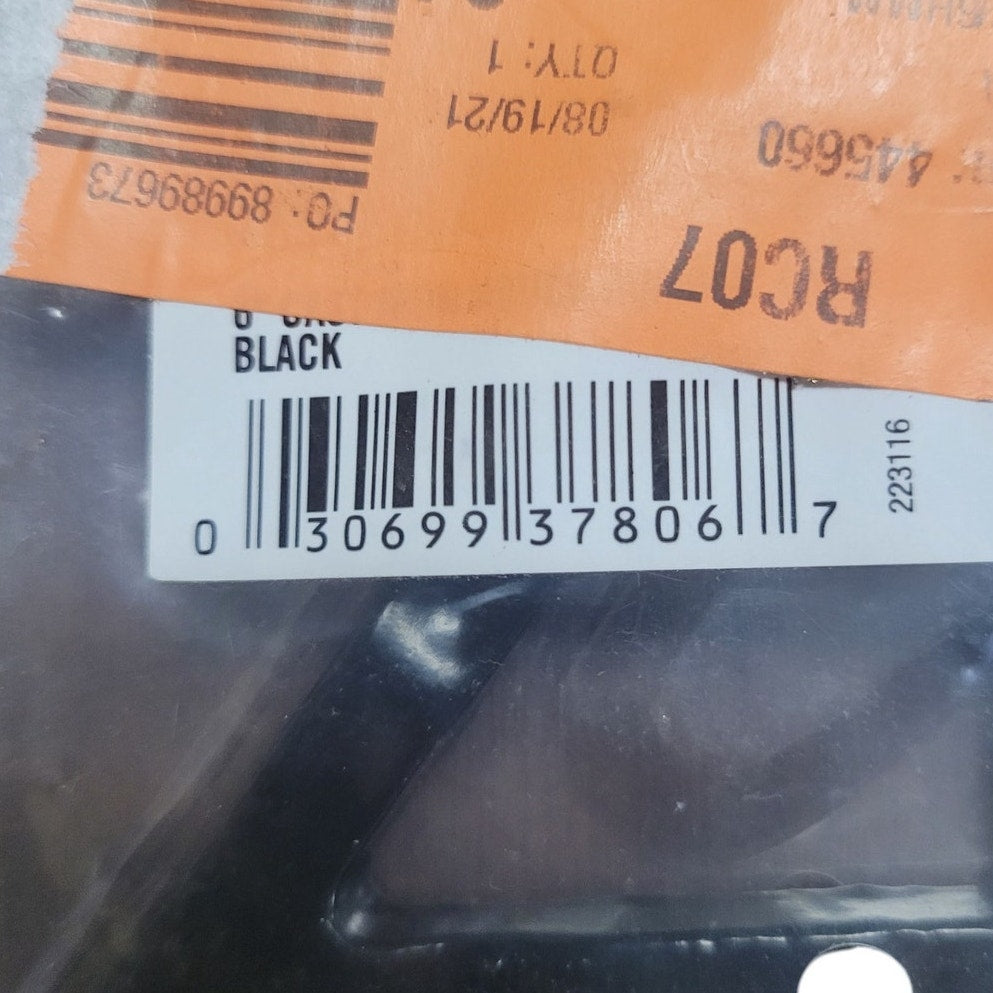 QTY: 1
08/19/21
445660
PO: 89989673
RC07
BLACK
0 30699 37806 7
223116